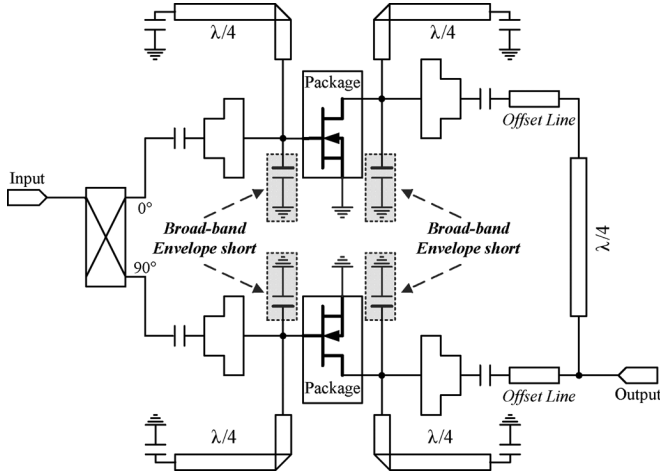 λ/4
λ/4
Package
Offset Line
Input
0°
Broad-band
Envelope short
Broad-band
Envelope short
λ/4
90°
Package
Offset Line
Output
λ/4
λ/4